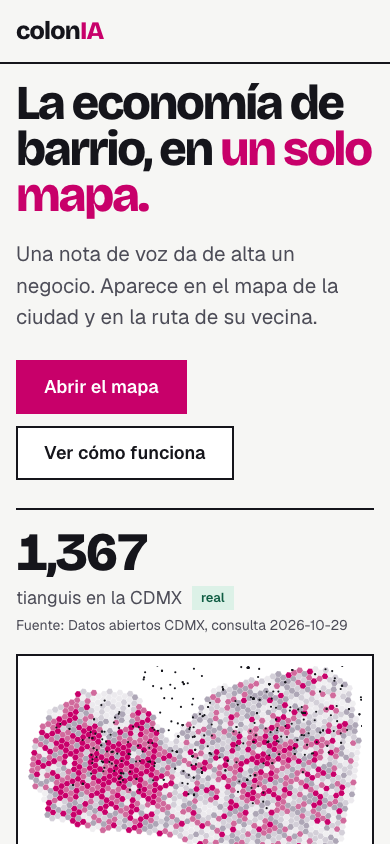 colonIA
La economía de
barrio, en un solo
mapa.
Una nota de voz da de alta un
negocio. Aparece en el mapa de la
ciudad y en la ruta de su vecina.
Abrir el mapa
Ver cómo funciona
1,367
tianguis en la CDMX real
Fuente: Datos abiertos CDMX, consulta 2026-10-29